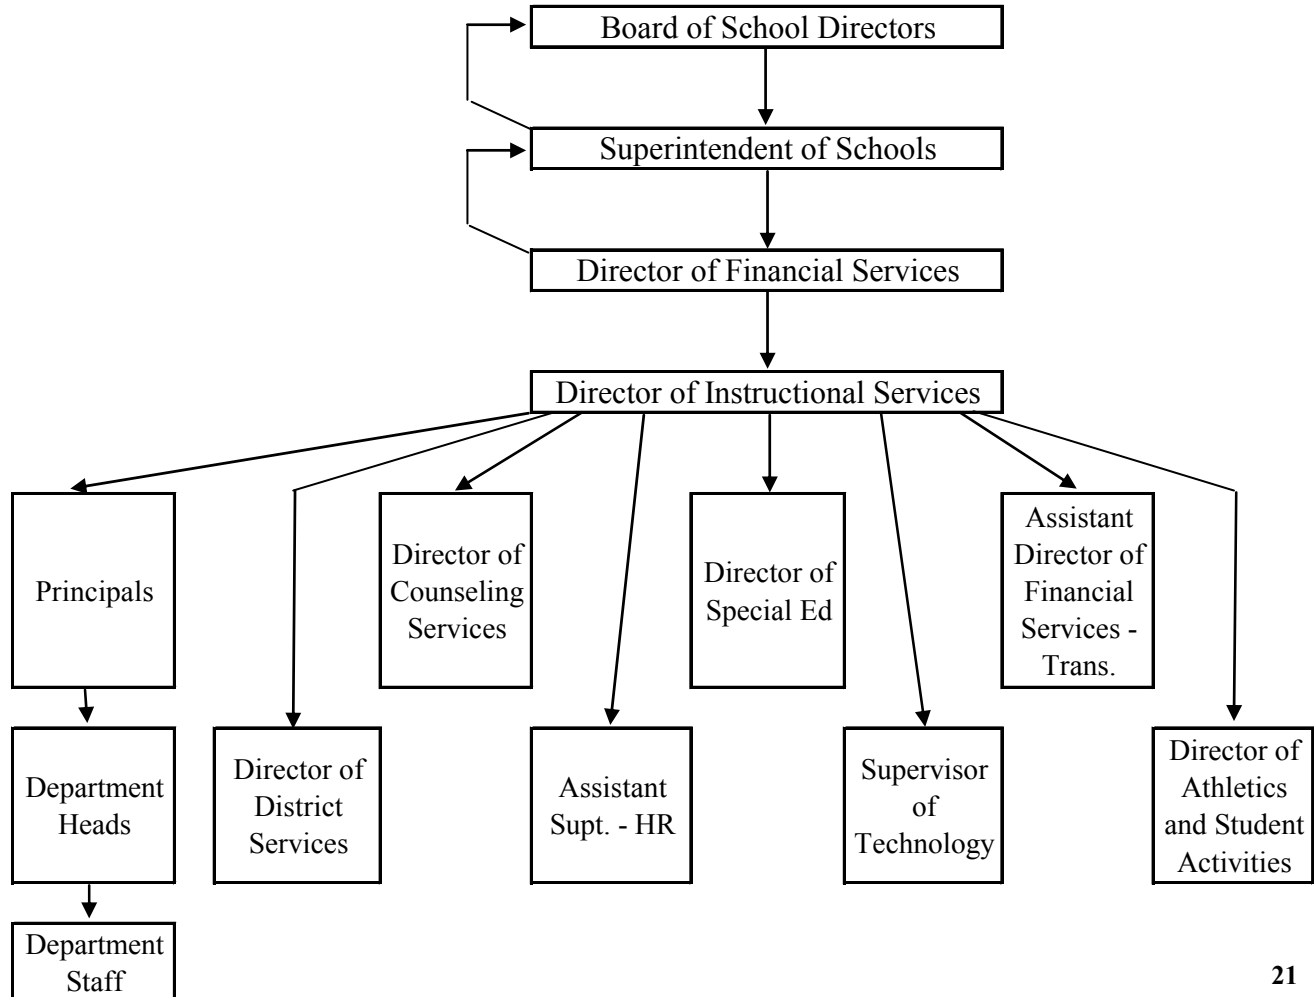 Board of School Directors
Superintendent of Schools
Director of Financial Services
Director of Instructional Services
Principals
Director of
Counseling
Services
Director of
Special Ed
Assistant
Director of
Financial
Services -
Trans.
Department
Heads
Director of
District
Services
Assistant
Supt. - HR
Supervisor
of
Technology
Director of
Athletics
and Student
Activities
Department
Staff
21